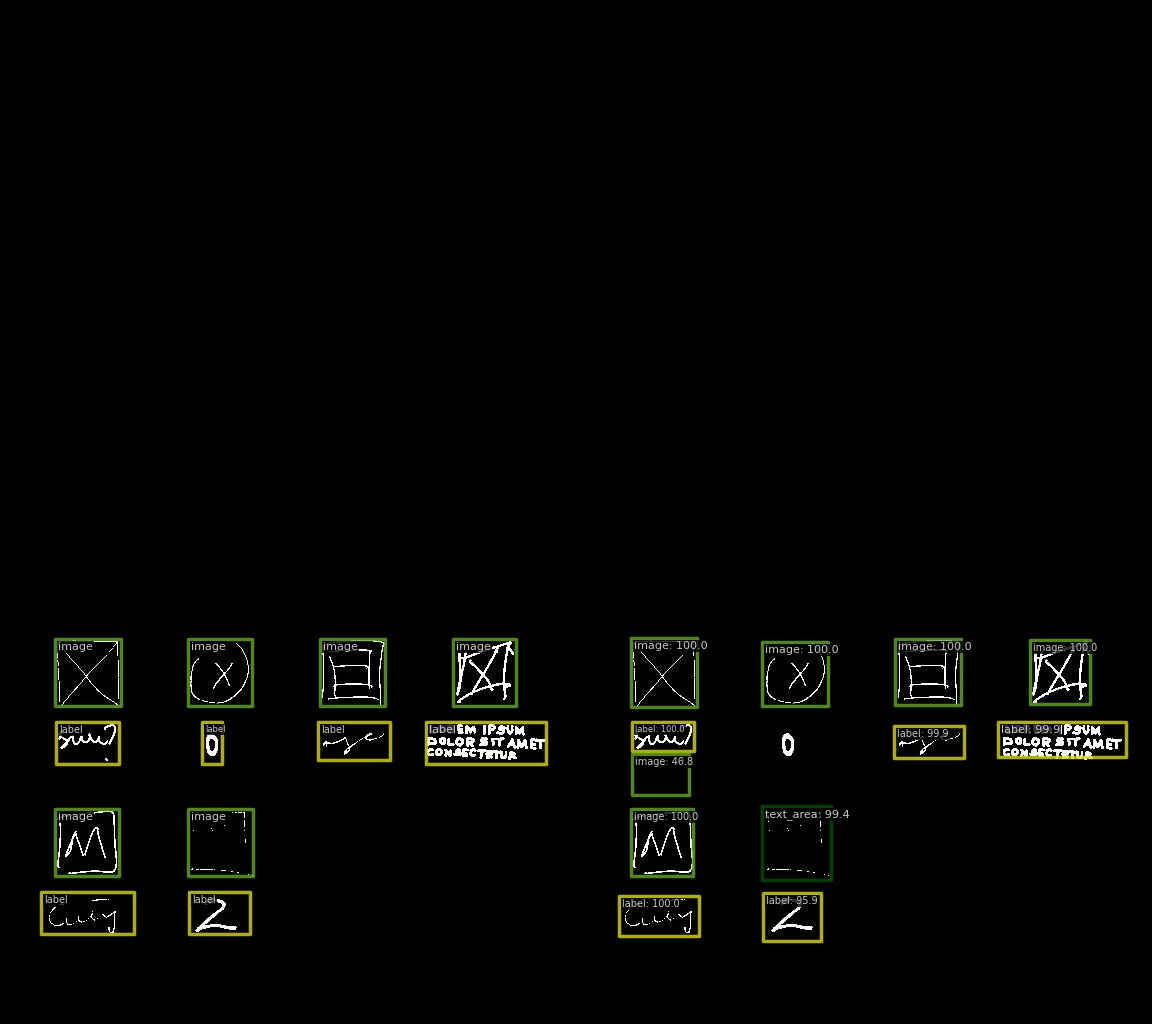 image image image image image: 100.0 image: 100.0 image: 100.0 image: 100.0
X
label label label label label: 100.0 label: 99.9 label: 99.9
0 EM IPSUM IPSUM
DOLOR SIT AMET DOLOR SIT AMET
CONSECTETUR CONSECTETUR
image: 46.8
image image image: 100.0 text_area: 99.4
M M
label label label: 100.0 label: 95.9
2